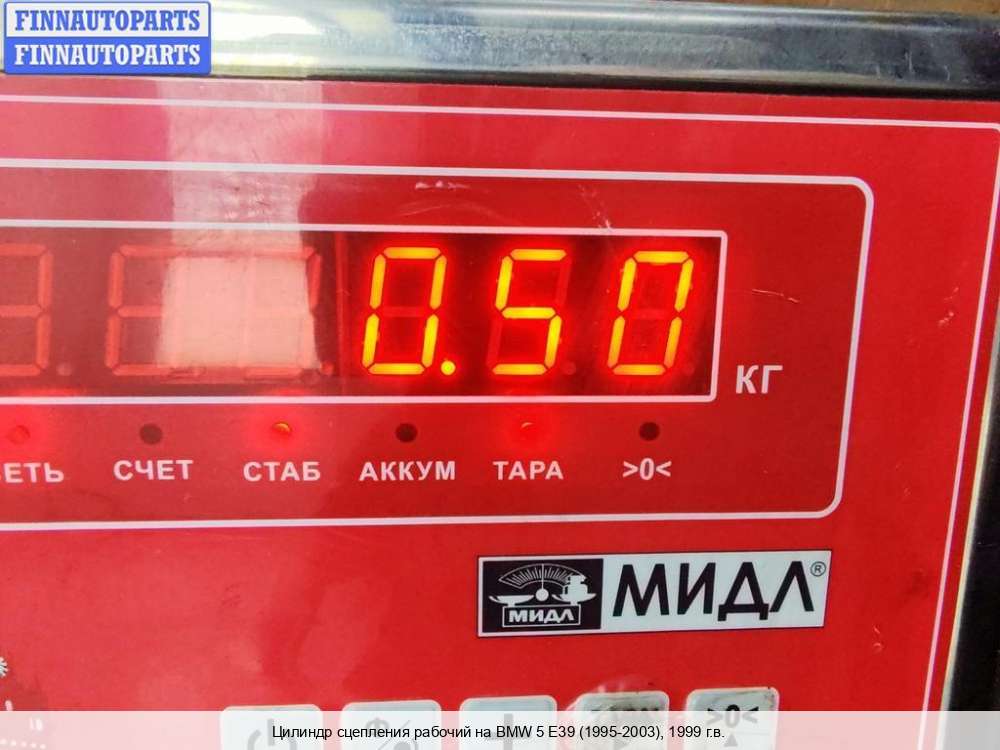 FINNAUTOPARTS
FINNAUTOPARTS
0.50
КГ
СЧЕТ СТАБ АККУМ ТАРА >0<
МИДЛ МИДЛ®
>0<
Цилиндр сцепления рабочий на BMW 5 E39 (1995-2003), 1999 г.в.